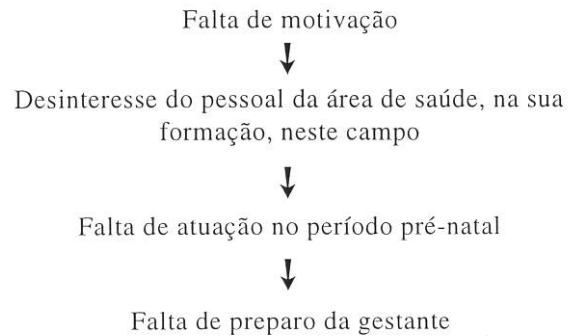 Falta de motivação
Desinteresse do pessoal da área de saúde, na sua
formação, neste campo
Falta de atuação no período pré-natal
Falta de preparo da gestante